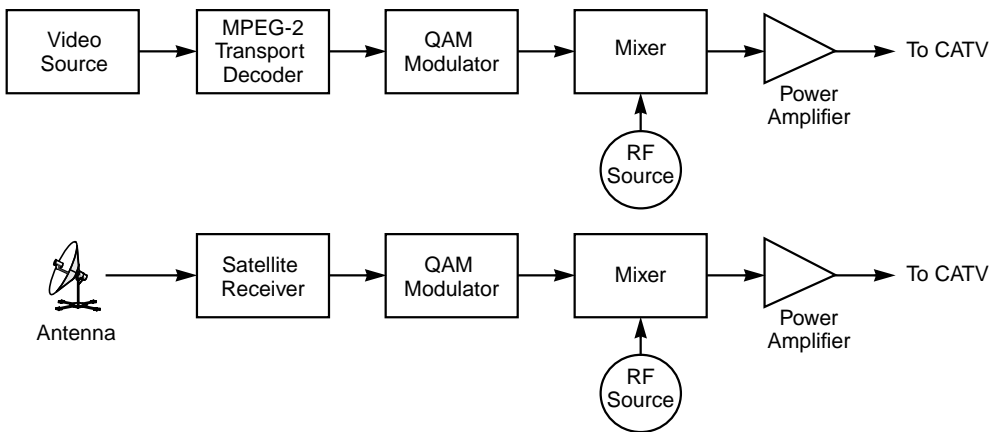 Video
Source
MPEG-2
Transport
Decoder
QAM
Modulator
Mixer
To CATV
Power
Amplifier
RF
Source
Antenna
Satellite
Receiver
QAM
Modulator
Mixer
To CATV
Power
Amplifier
RF
Source